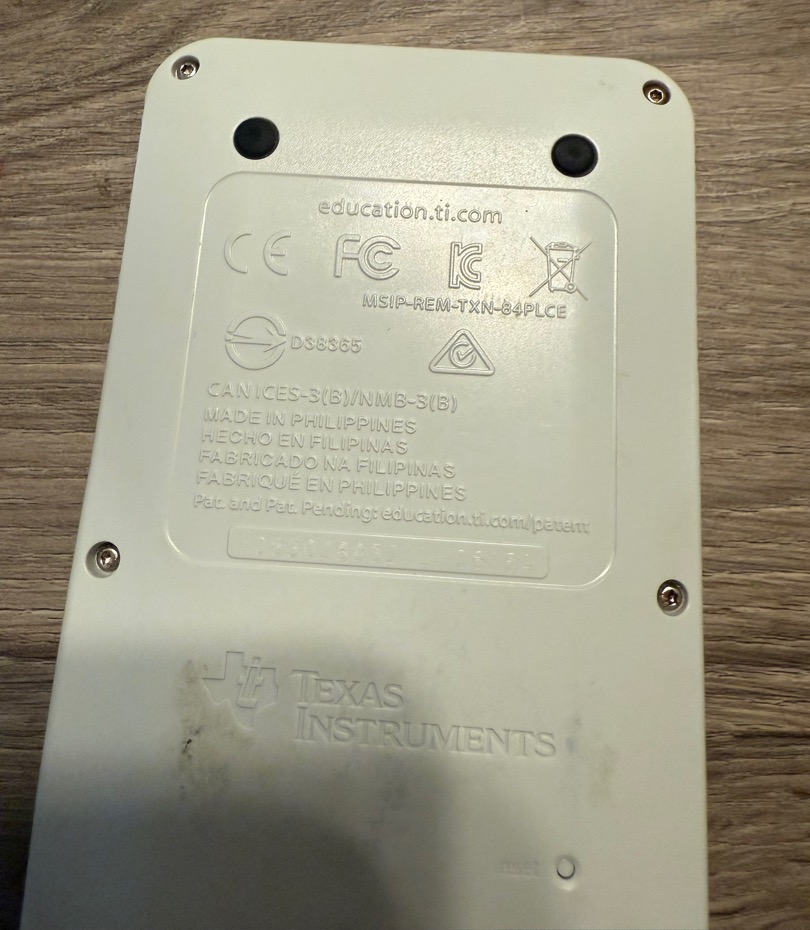 education.ti.com
CE FC
MSIP-REM-TXN-84PLCE
D38365
CAN ICES-3(B)/NMB-3(B)
MADE IN PHILIPPINES
HECHO EN FILIPINAS
FABRICADO NA FILIPINAS
FABRIQUÉ EN PHILIPPINES
Pat. and Pat. Pending: education.ti.com/patent
TEXAS
INSTRUMENTS
reset